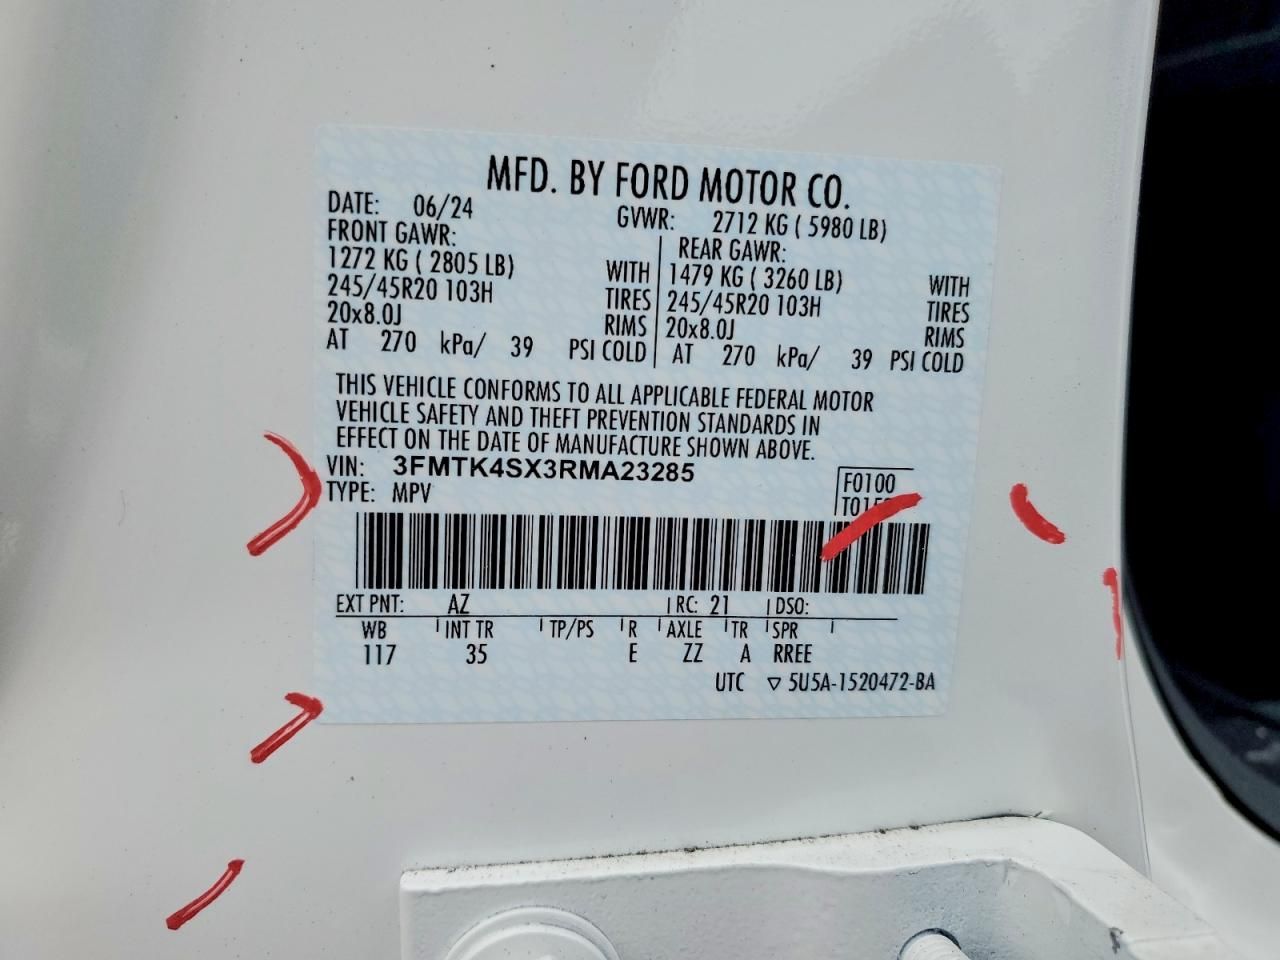 MFD. BY FORD MOTOR CO.
DATE: 06/24 GVWR: 2712 KG ( 5980 LB)
FRONT GAWR: REAR GAWR:
1272 KG ( 2805 LB) WITH 1479 KG ( 3260 LB) WITH
245/45R20 103H TIRES 245/45R20 103H TIRES
20x8.0J RIMS 20x8.0J RIMS
AT 270 kPa/ 39 PSI COLD AT 270 kPa/ 39 PSI COLD
THIS VEHICLE CONFORMS TO ALL APPLICABLE FEDERAL MOTOR
VEHICLE SAFETY AND THEFT PREVENTION STANDARDS IN
EFFECT ON THE DATE OF MANUFACTURE SHOWN ABOVE.
VIN: 3FMTK4SX3RMA23285
TYPE: MPV F0100
EXT PNT: AZ RC: 21 DSO:
WB INT TR TP/PS R AXLE TR SPR
117 35 E ZZ A RREE
UTC ▽ 5U5A-1520472-BA